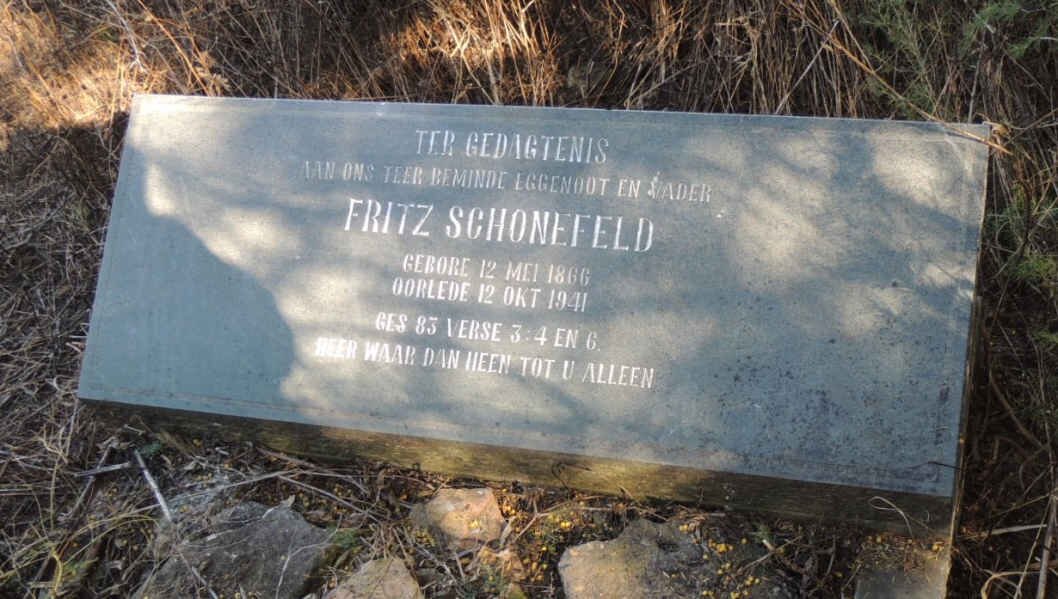 TER GEDAGTENIS
AAN ONS TEER BEMINDE EGGENOOT EN VADER
FRITZ SCHONEFELD
GEBORE 12 MEI 1866
OORLEDE 12 OKT 1941
GES 83 VERSE 3:4 EN 6.
HEER WAAR DAN HEEN TOT U ALLEEN